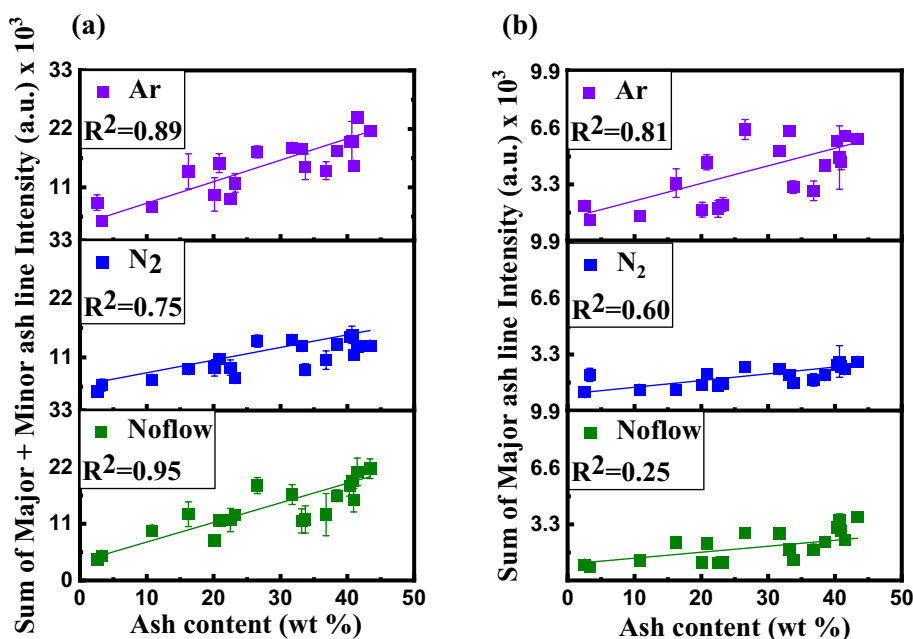 (a)
Sum of Major + Minor ash line Intensity (a.u.) x 10³
33
Ar
R²=0.89
22
11
33
N₂
R²=0.75
22
11
33
Noflow
R²=0.95
22
11
0
0 10 20 30 40 50
Ash content (wt %)
(b)
Sum of Major ash line Intensity (a.u.) x 10³
9.9
Ar
R²=0.81
6.6
3.3
9.9
N₂
R²=0.60
6.6
3.3
9.9
Noflow
R²=0.25
6.6
3.3
0 10 20 30 40 50
Ash content (wt %)